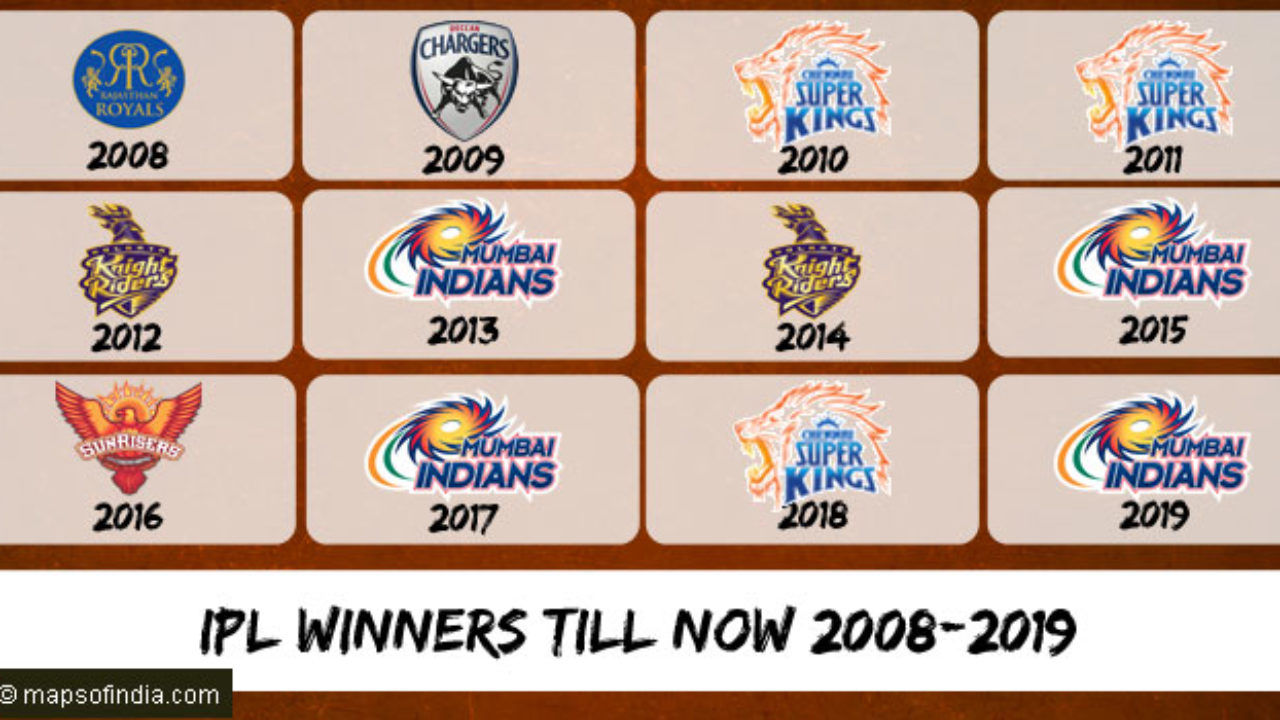 RAJASTHAN
ROYALS
2008
DECCAN
CHARGERS
2009
CHENNAI
SUPER
KINGS
2010
CHENNAI
SUPER
KINGS
2011
KOLKATA
Knight
Riders
2012
MUMBAI
INDIANS
2013
KOLKATA
Knight
Riders
2014
MUMBAI
INDIANS
2015
SUNRISERS
2016
MUMBAI
INDIANS
2017
CHENNAI
SUPER
KINGS
2018
MUMBAI
INDIANS
2019
IPL WINNERS TILL NOW 2008-2019
© mapsofindia.com